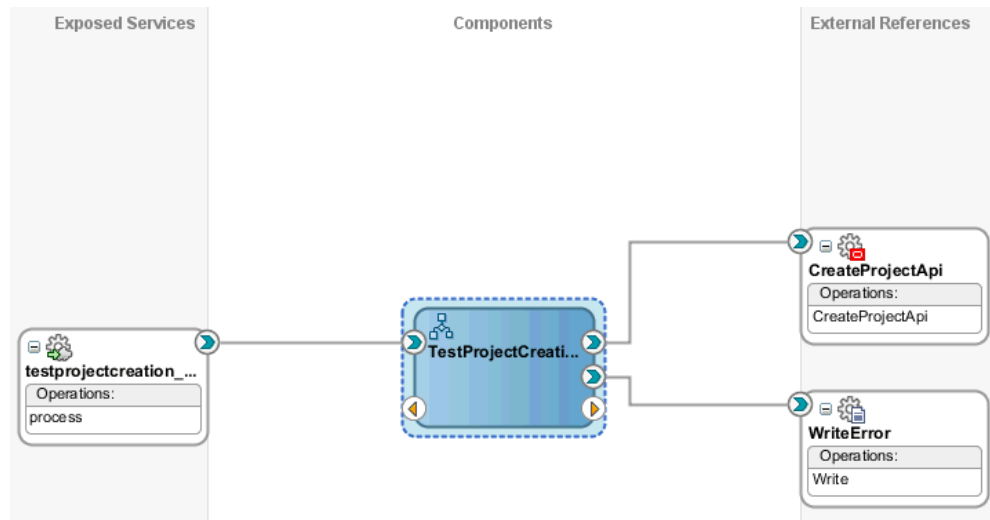 Exposed Services
Components
External References
testprojectcreation_...
Operations:
process
TestProjectCreati...
CreateProjectApi
Operations:
CreateProjectApi
WriteError
Operations:
Write